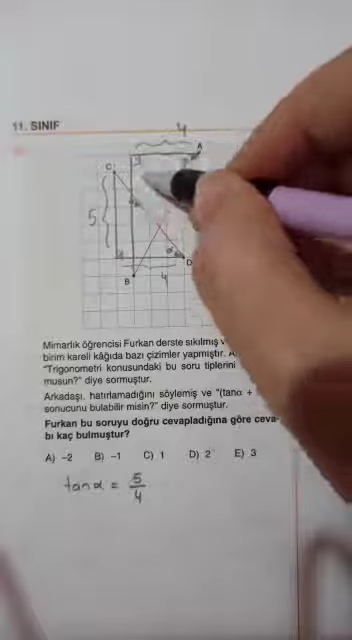 11. SINIF
4
A
C
5
D
B
4
Mimarlık öğrencisi Furkan derste sıkılmış
birim kareli kâğıda bazı çizimler yapmıştır.
"Trigonometri konusundaki bu soru tiplerini
musun?" diye sormuştur.
Arkadaşı, hatırlamadığını söylemiş ve "(tanα +
sonucunu bulabilir misin?" diye sormuştur.
Furkan bu soruyu doğru cevapladığına göre ceva-
bı kaç bulmuştur?
A) -2 B) -1 C) 1 D) 2 E) 3
tanα = 5/4